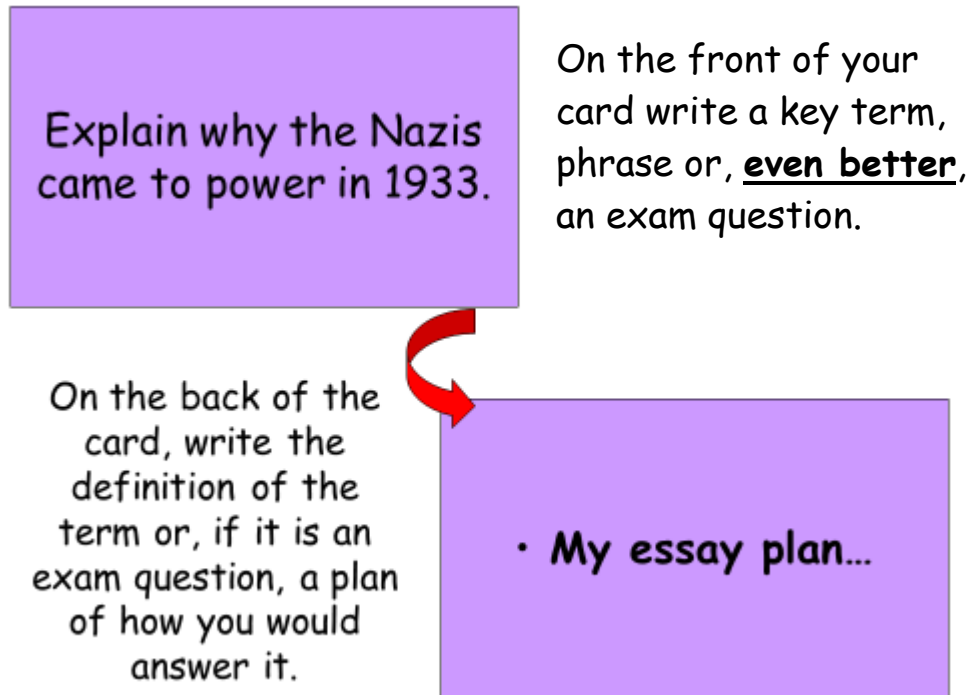 Explain why the Nazis
came to power in 1933.
On the front of your
card write a key term,
phrase or, even better,
an exam question.
On the back of the
card, write the
definition of the
term or, if it is an
exam question, a plan
of how you would
answer it.
• My essay plan…